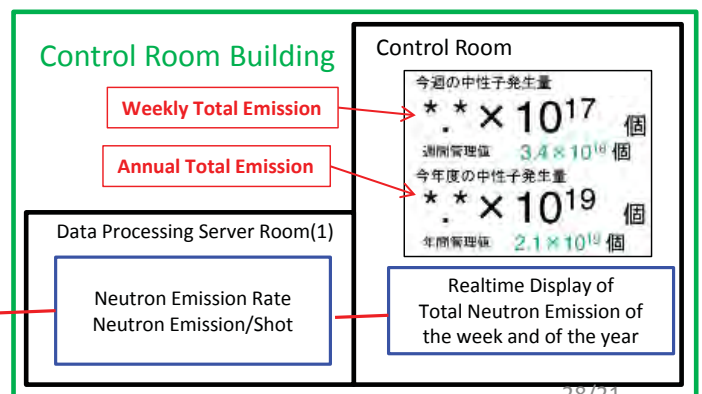 Control Room Building
Control Room
今週の中性子発生量
*.* × 10¹⁷ 個
週間管理値 3.4 × 10¹⁸ 個
今年度の中性子発生量
*.* × 10¹⁹ 個
年間管理値 2.1 × 10¹⁹ 個
Weekly Total Emission
Annual Total Emission
Data Processing Server Room(1)
Neutron Emission Rate
Neutron Emission/Shot
Realtime Display of
Total Neutron Emission of
the week and of the year